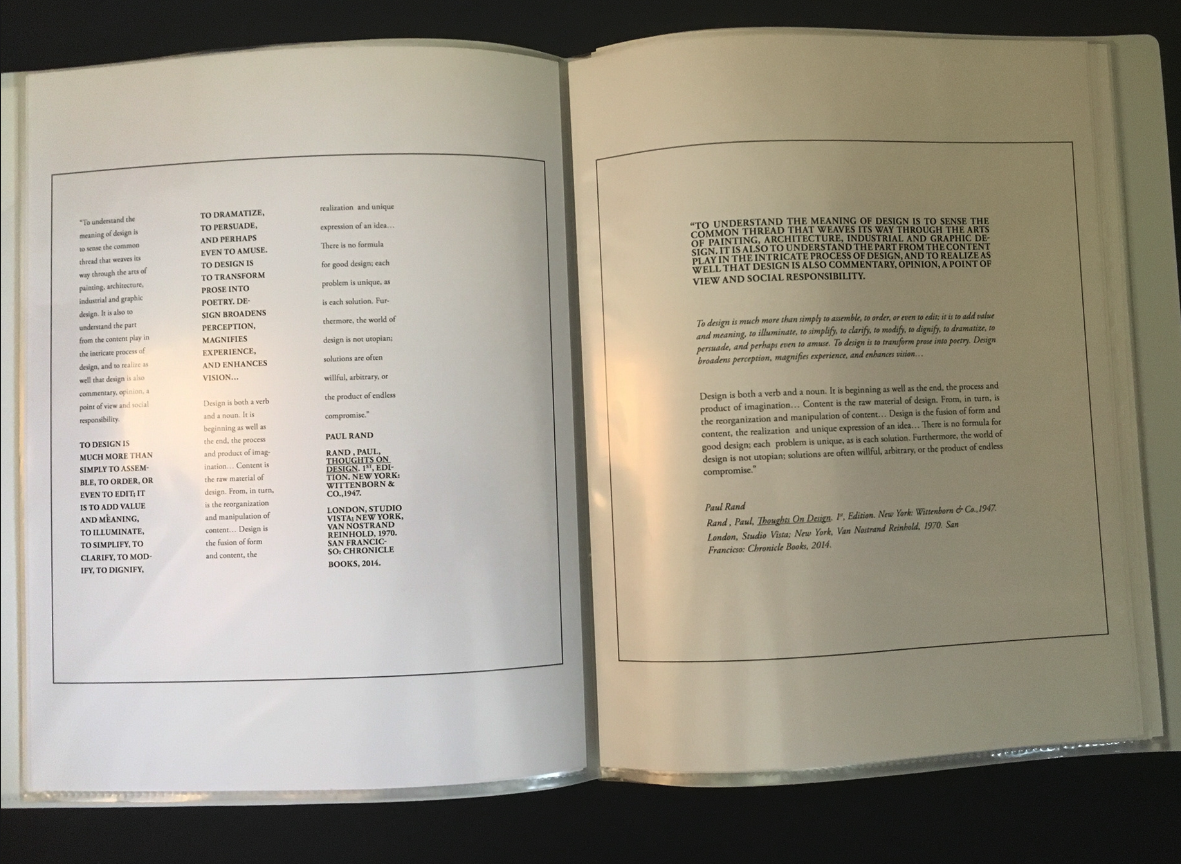 "To understand the
meaning of design is
to sense the common
thread that weaves its
way through the arts of
painting, architecture,
industrial and graphic
design. It is also to
understand the part
from the content play in
the intricate process of
design, and to realize as
well that design is also
commentary, opinion, a
point of view and social
responsibility.
TO DESIGN IS
MUCH MORE THAN
SIMPLY TO ASSEM-
BLE, TO ORDER, OR
EVEN TO EDIT; IT
IS TO ADD VALUE
AND MEANING,
TO ILLUMINATE,
TO SIMPLIFY, TO
CLARIFY, TO MOD-
IFY, TO DIGNIFY,
TO DRAMATIZE,
TO PERSUADE,
AND PERHAPS
EVEN TO AMUSE.
TO DESIGN IS
TO TRANSFORM
PROSE INTO
POETRY. DE-
SIGN BROADENS
PERCEPTION,
MAGNIFIES
EXPERIENCE,
AND ENHANCES
VISION...
Design is both a verb
and a noun. It is
beginning as well as
the end, the process
and product of imag-
ination... Content is
the raw material of
design. From, in turn,
is the reorganization
and manipulation of
content... Design is
the fusion of form
and content, the
realization and unique
expression of an idea...
There is no formula
for good design; each
problem is unique, as
is each solution. Fur-
thermore, the world of
design is not utopian;
solutions are often
willful, arbitrary, or
the product of endless
compromise."
PAUL RAND
RAND , PAUL,
THOUGHTS ON
DESIGN. 1ST, EDI-
TION. NEW YORK:
WITTENBORN &
CO.,1947.
LONDON, STUDIO
VISTA; NEW YORK,
VAN NOSTRAND
REINHOLD, 1970.
SAN FRANCIC-
SO: CHRONICLE
BOOKS, 2014.
"TO UNDERSTAND THE MEANING OF DESIGN IS TO SENSE THE
COMMON THREAD THAT WEAVES ITS WAY THROUGH THE ARTS
OF PAINTING, ARCHITECTURE, INDUSTRIAL AND GRAPHIC DE-
SIGN. IT IS ALSO TO UNDERSTAND THE PART FROM THE CONTENT
PLAY IN THE INTRICATE PROCESS OF DESIGN, AND TO REALIZE AS
WELL THAT DESIGN IS ALSO COMMENTARY, OPINION, A POINT OF
VIEW AND SOCIAL RESPONSIBILITY.
To design is much more than simply to assemble, to order, or even to edit; it is to add value
and meaning, to illuminate, to simplify, to clarify, to modify, to dignify, to dramatize, to
persuade, and perhaps even to amuse. To design is to transform prose into poetry. Design
broadens perception, magnifies experience, and enhances vision...
Design is both a verb and a noun. It is beginning as well as the end, the process and
product of imagination... Content is the raw material of design. From, in turn, is
the reorganization and manipulation of content... Design is the fusion of form and
content, the realization and unique expression of an idea... There is no formula for
good design; each problem is unique, as is each solution. Furthermore, the world of
design is not utopian; solutions are often willful, arbitrary, or the product of endless
compromise."
Paul Rand
Rand , Paul, Thoughts On Design. 1st, Edition. New York: Wittenborn & Co.,1947.
London, Studio Vista; New York, Van Nostrand Reinhold, 1970. San
Francicso: Chronicle Books, 2014.